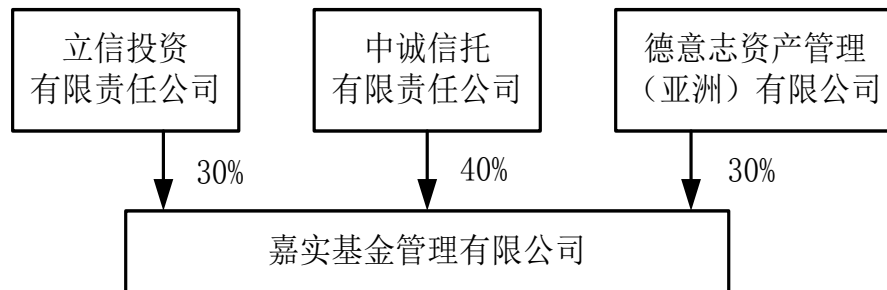 立信投资
有限责任公司
中诚信托
有限责任公司
德意志资产管理
（亚洲）有限公司
30%
40%
30%
嘉实基金管理有限公司